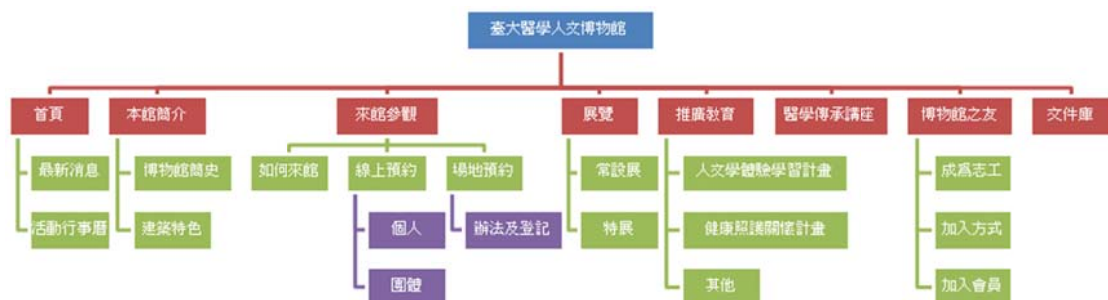 臺大醫學人文博物館
首頁
本館簡介
來館參觀
展覽
推廣教育
醫學傳承講座
博物館之友
文件庫
最新消息
博物館簡史
如何來館
線上預約
場地預約
常設展
人文學體驗學習計畫
成為志工
活動行事曆
建築特色
個人
辦法及登記
特展
健康照護關懷計畫
加入方式
團體
其他
加入會員